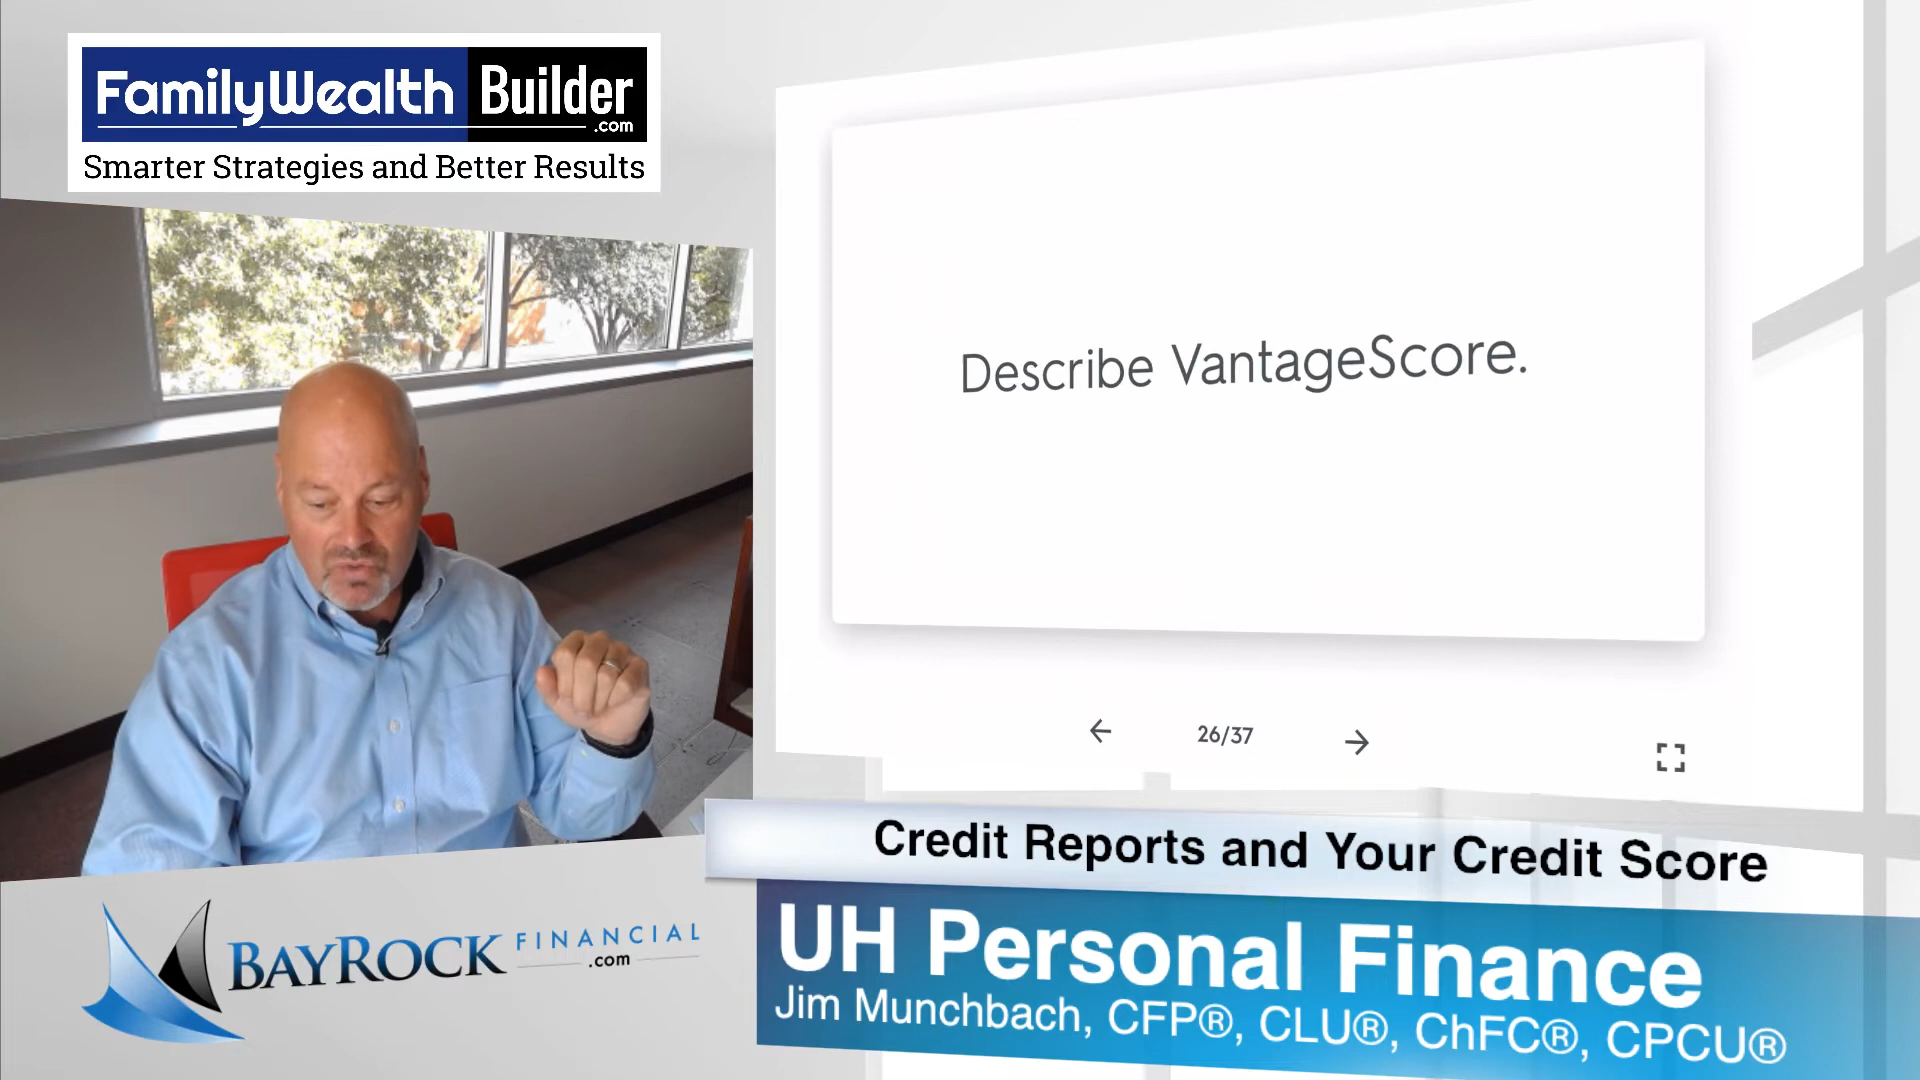 FamilyWealth Builder
.com
Smarter Strategies and Better Results
Describe VantageScore.
26/37
Credit Reports and Your Credit Score
UH Personal Finance
Jim Munchbach, CFP®, CLU®, ChFC®, CPCU®
BAYROCK FINANCIAL
.com